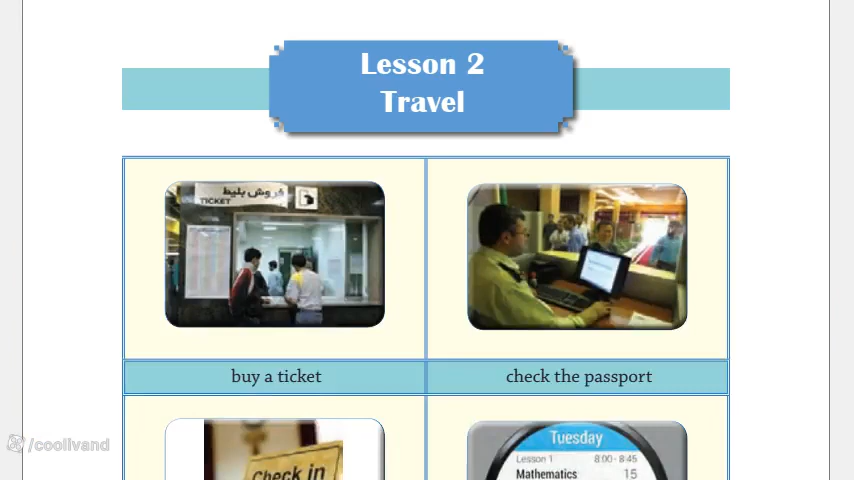 Lesson 2
Travel
فروش بلیط
TICKET
buy a ticket
check the passport
/coolivand
Check in
Tuesday
Lesson 1 8:00 - 8:45
Mathematics 15